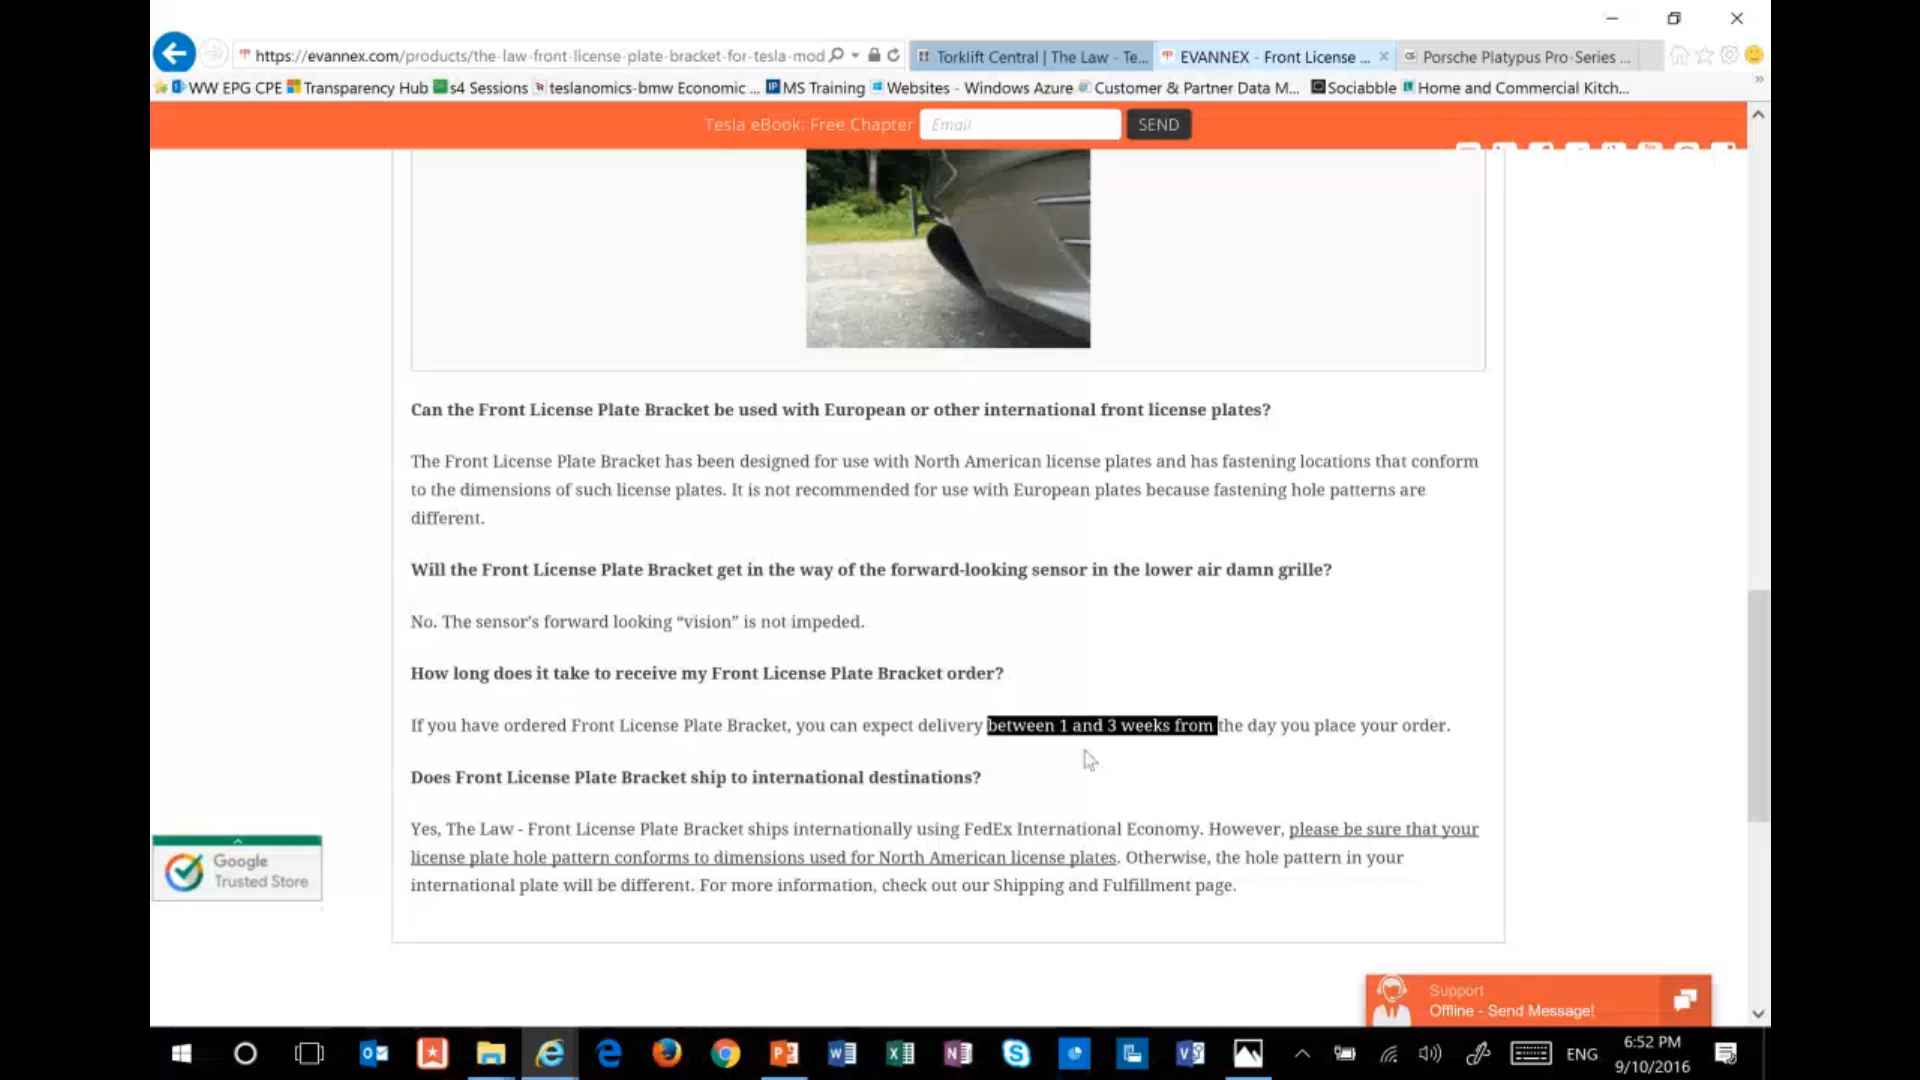 https://evannex.com/products/the-law-front-license-plate-bracket-for-tesla-mod
Torklift Central | The Law - Te...
EVANNEX - Front License ...
Porsche Platypus Pro-Series ...
WW EPG CPE Transparency Hub s4 Sessions teslanomics-bmw Economic ... MS Training Websites - Windows Azure Customer & Partner Data M... Sociabble Home and Commercial Kitch...
Tesla eBook: Free Chapter Email SEND
Can the Front License Plate Bracket be used with European or other international front license plates?
The Front License Plate Bracket has been designed for use with North American license plates and has fastening locations that conform
to the dimensions of such license plates. It is not recommended for use with European plates because fastening hole patterns are
different.
Will the Front License Plate Bracket get in the way of the forward-looking sensor in the lower air damn grille?
No. The sensor's forward looking “vision” is not impeded.
How long does it take to receive my Front License Plate Bracket order?
If you have ordered Front License Plate Bracket, you can expect delivery between 1 and 3 weeks from the day you place your order.
Does Front License Plate Bracket ship to international destinations?
Yes, The Law - Front License Plate Bracket ships internationally using FedEx International Economy. However, please be sure that your
license plate hole pattern conforms to dimensions used for North American license plates. Otherwise, the hole pattern in your
international plate will be different. For more information, check out our Shipping and Fulfillment page.
Google
Trusted Store
Support
Offline - Send Message!
ENG
6:52 PM
9/10/2016